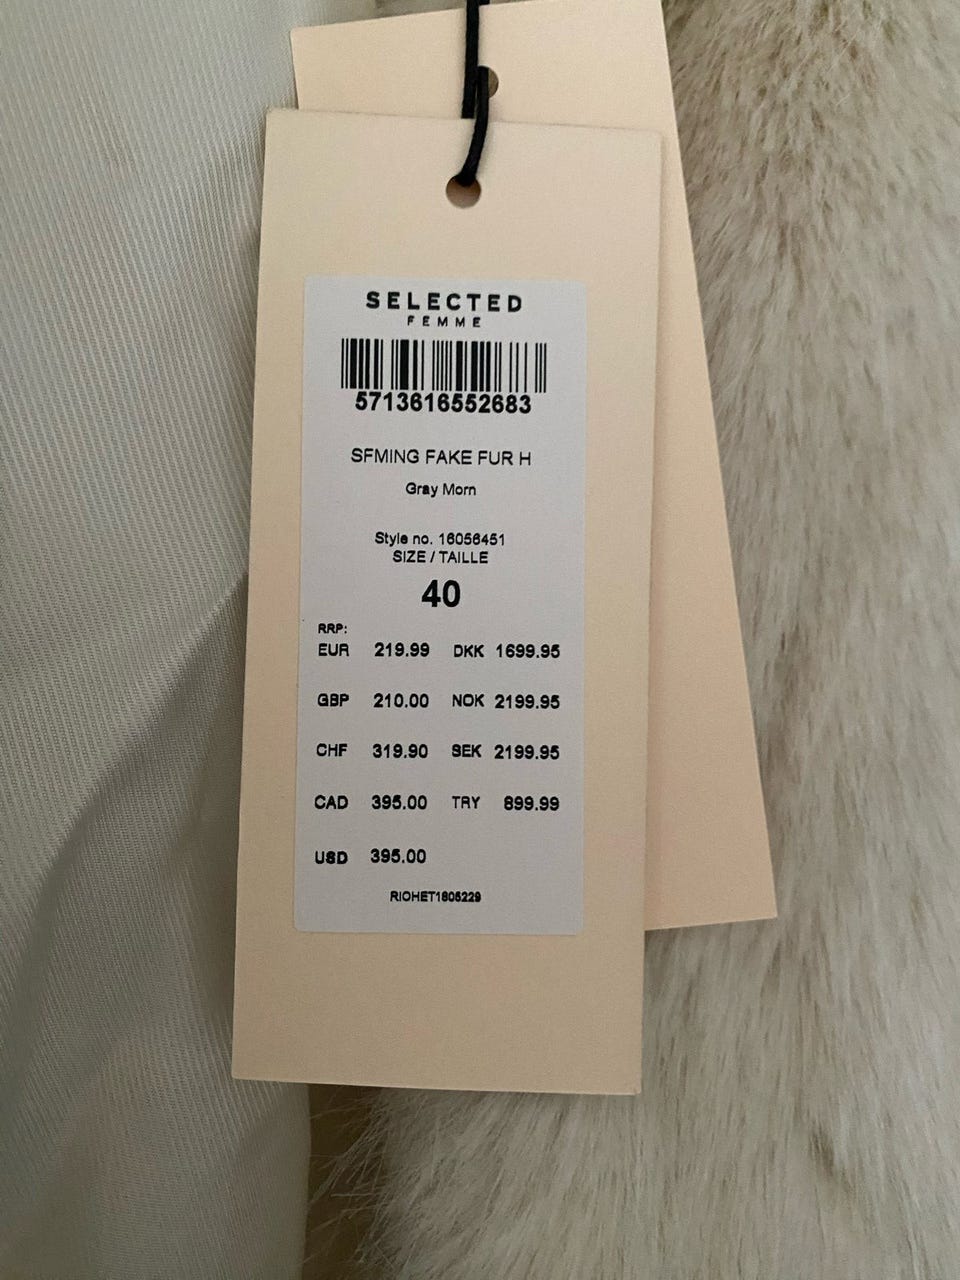 SELECTED
FEMME
5713616552683
SFMING FAKE FUR H
Gray Morn
Style no. 16056451
SIZE / TAILLE
40
RRP:
EUR 219.99 DKK 1699.95
GBP 210.00 NOK 2199.95
CHF 319.90 SEK 2199.95
CAD 395.00 TRY 899.99
USD 395.00
RIOHET1605229